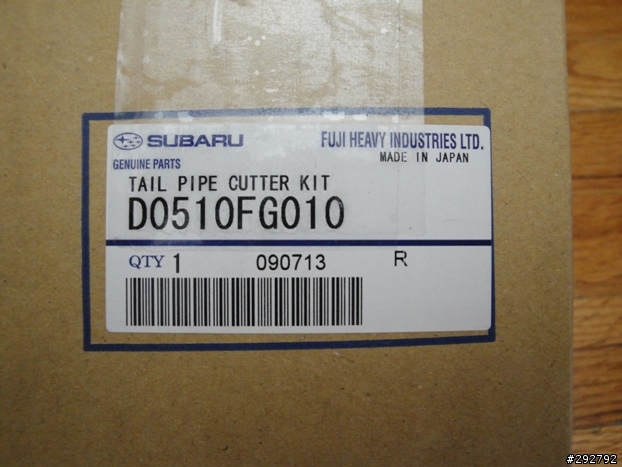 SUBARU FUJI HEAVY INDUSTRIES LTD.
GENUINE PARTS MADE IN JAPAN
TAIL PIPE CUTTER KIT
D0510FG010
QTY 1 090713 R
#292792